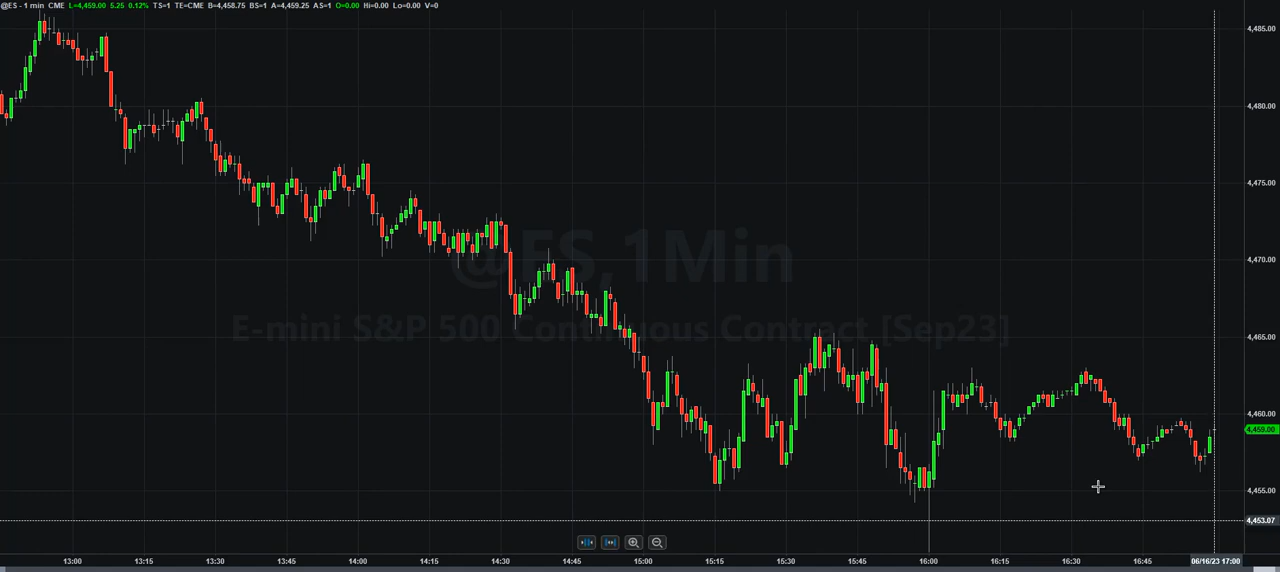 @ES - 1 min CME L=4,459.00 5.25 0.12% TS=1 TE=CME B=4,458.75 BS=1 A=4,459.25 AS=1 O=0.00 Hi=0.00 Lo=0.00 V=0
4,485.00
4,480.00
4,475.00
4,470.00
@ES,1Min
E-mini S&P 500 Continuous Contract [Sep23]
4,465.00
4,460.00
4,459.00
4,455.00
4,453.07
13:00 13:15 13:30 13:45 14:00 14:15 14:30 14:45 15:00 15:15 15:30 15:45 16:00 16:15 16:30 16:45 06/16/23 17:00